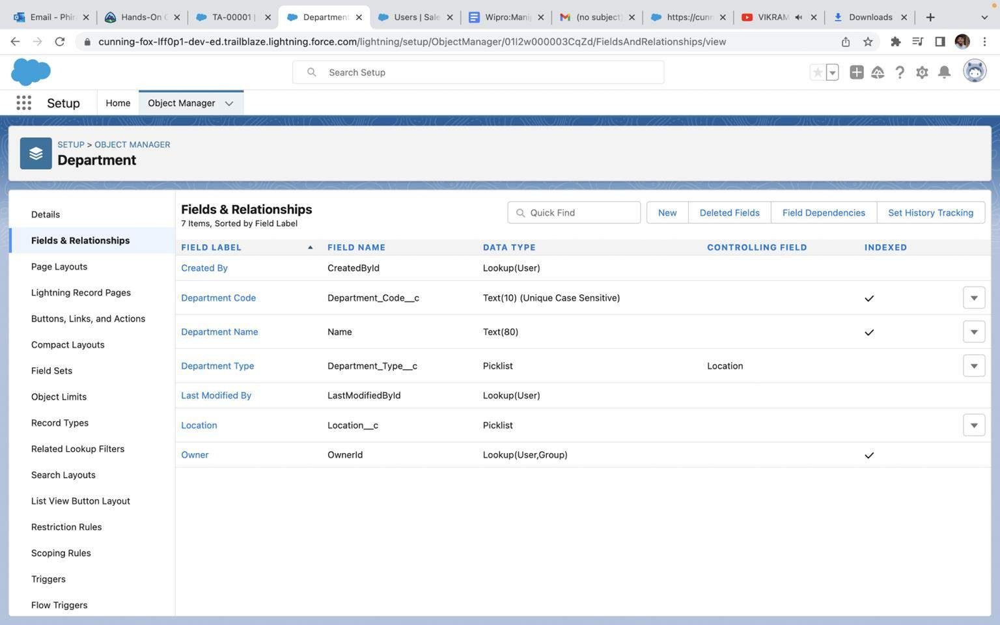 Email - Phir
Hands-On C
TA-00001 |
Department
Users | Sale
Wipro:Mani
(no subject)
https://cunn
VIKRAM
Downloads
cunning-fox-lff0p1-dev-ed.trailblaze.lightning.force.com/lightning/setup/ObjectManager/01I2w000003CqZd/FieldsAndRelationships/view
Search Setup
Setup
Home
Object Manager
SETUP > OBJECT MANAGER
Department
Details
Fields & Relationships
Page Layouts
Lightning Record Pages
Buttons, Links, and Actions
Compact Layouts
Field Sets
Object Limits
Record Types
Related Lookup Filters
Search Layouts
List View Button Layout
Restriction Rules
Scoping Rules
Triggers
Flow Triggers
Fields & Relationships
7 Items, Sorted by Field Label
Quick Find
New
Deleted Fields
Field Dependencies
Set History Tracking
FIELD LABEL FIELD NAME DATA TYPE CONTROLLING FIELD INDEXED
Created By CreatedById Lookup(User)
Department Code Department_Code__c Text(10) (Unique Case Sensitive)
Department Name Name Text(80)
Department Type Department_Type__c Picklist Location
Last Modified By LastModifiedById Lookup(User)
Location Location__c Picklist
Owner OwnerId Lookup(User,Group)